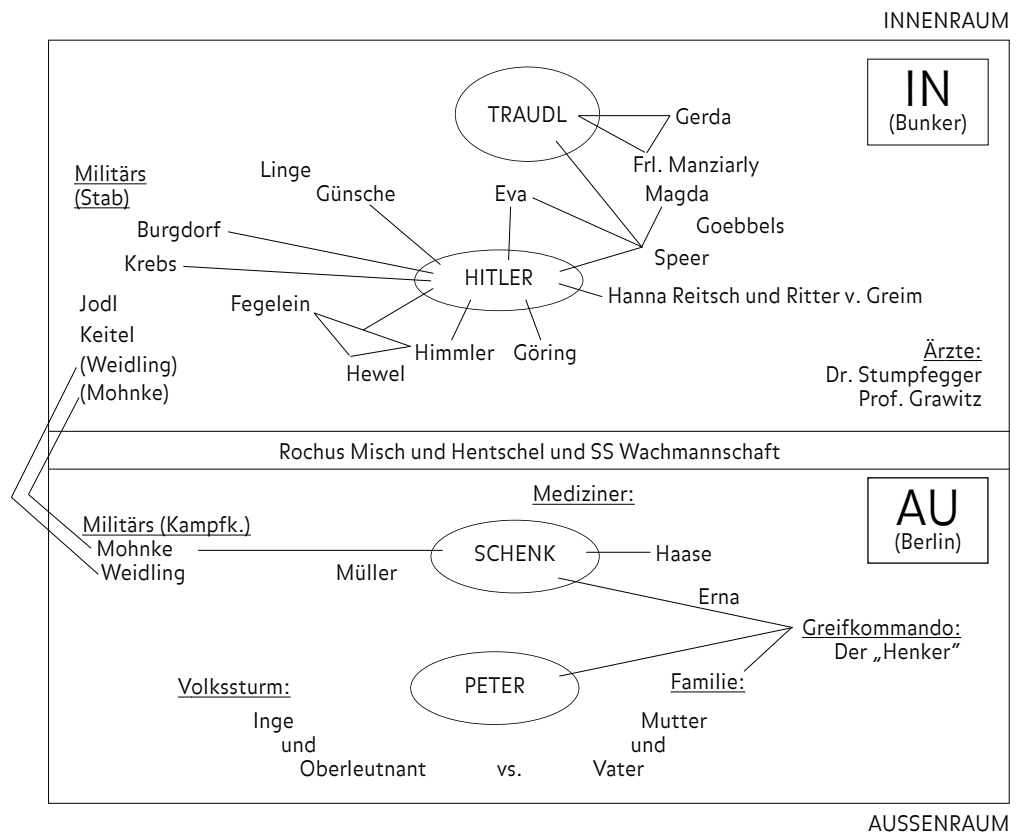 INNENRAUM
IN
(Bunker)
TRAUDL
Gerda
Frl. Manziarly
Militärs
(Stab)
Linge
Günsche
Eva
Magda
Goebbels
Burgdorf
Krebs
Speer
HITLER
Hanna Reitsch und Ritter v. Greim
Jodl
Keitel
(Weidling)
(Mohnke)
Fegelein
Hewel
Himmler
Göring
Ärzte:
Dr. Stumpfegger
Prof. Grawitz
Rochus Misch und Hentschel und SS Wachmannschaft
AU
(Berlin)
Mediziner:
Militärs (Kampfk.)
Mohnke
Weidling
Müller
SCHENK
Haase
Erna
Greifkommando:
Der „Henker”
PETER
Volkssturm:
Inge
und
Oberleutnant
vs.
Familie:
Mutter
und
Vater
AUSSENRAUM